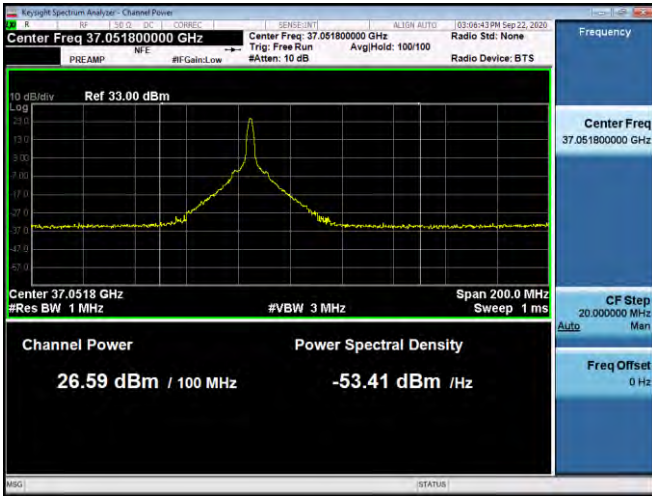 Keysight Spectrum Analyzer - Channel Power
R RF 50 Ω DC CORREC SENSE:INT ALIGN AUTO 03:06:43 PM Sep 22, 2020
Center Freq 37.051800000 GHz Center Freq: 37.051800000 GHz Radio Std: None Frequency
NFE Trig: Free Run Avg|Hold: 100/100
PREAMP #IFGain:Low #Atten: 10 dB Radio Device: BTS
10 dB/div Ref 33.00 dBm
Log
23.0
13.0
3.00
-7.00
-17.0
-27.0
-37.0
-47.0
-57.0
Center Freq
37.051800000 GHz
Center 37.0518 GHz Span 200.0 MHz
#Res BW 1 MHz #VBW 3 MHz Sweep 1 ms
CF Step
20.000000 MHz
Auto Man
Channel Power Power Spectral Density
26.59 dBm / 100 MHz -53.41 dBm /Hz
Freq Offset
0 Hz
MSG STATUS